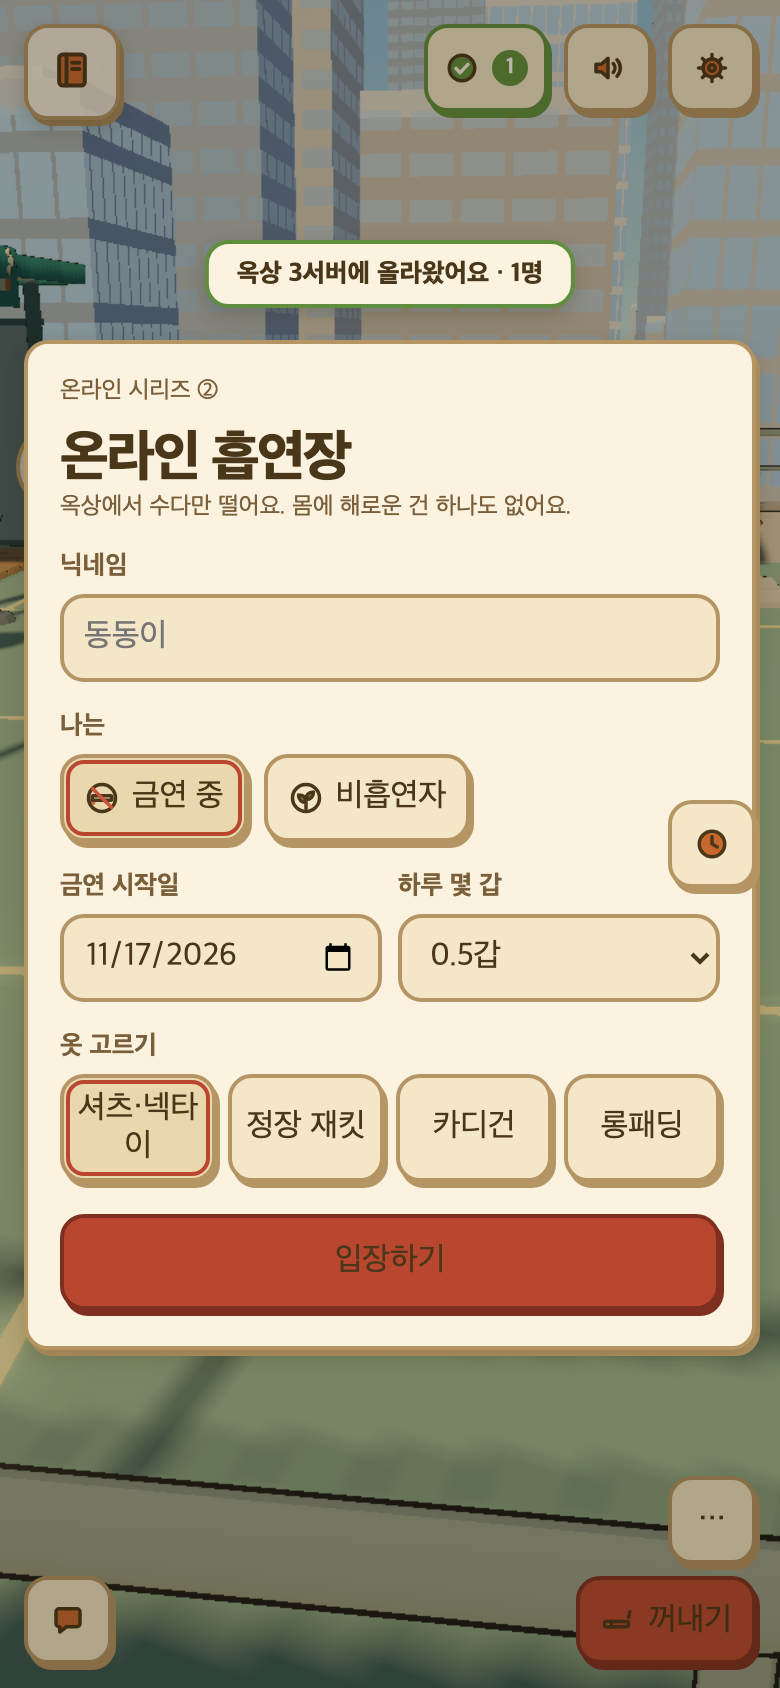 1
옥상 3서버에 올라왔어요 · 1명
온라인 시리즈 ②
온라인 흡연장
옥상에서 수다만 떨어요. 몸에 해로운 건 하나도 없어요.
닉네임
동동이
나는
금연 중
비흡연자
금연 시작일
하루 몇 갑
11/17/2026
0.5갑
옷 고르기
셔츠·넥타
이
정장 재킷
카디건
롱패딩
입장하기
...
꺼내기